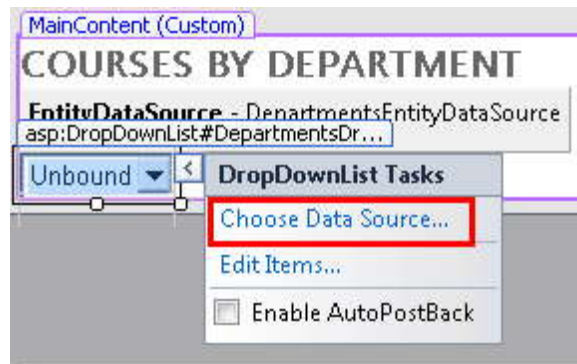 MainContent (Custom)
COURSES BY DEPARTMENT
EntityDataSource - DepartmentsEntityDataSource
asp:DropDownList#DepartmentsDr...
Unbound
< DropDownList Tasks
Choose Data Source...
Edit Items...
Enable AutoPostBack